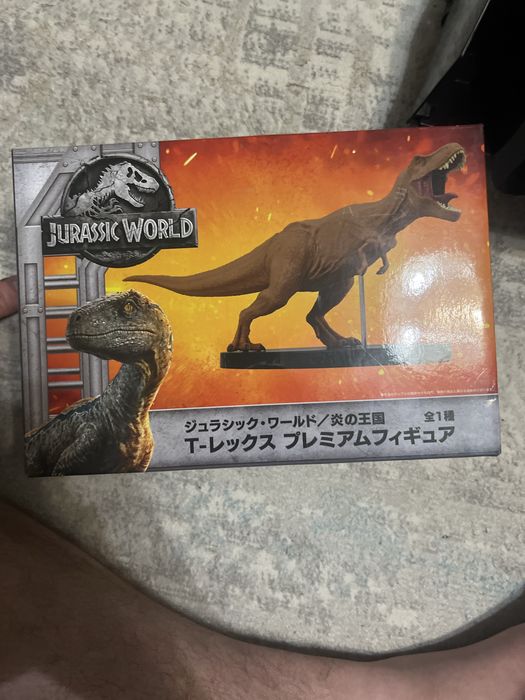 JURASSIC WORLD
ジュラシック・ワールド/炎の王国 全1種
T-レックス プレミアムフィギュア